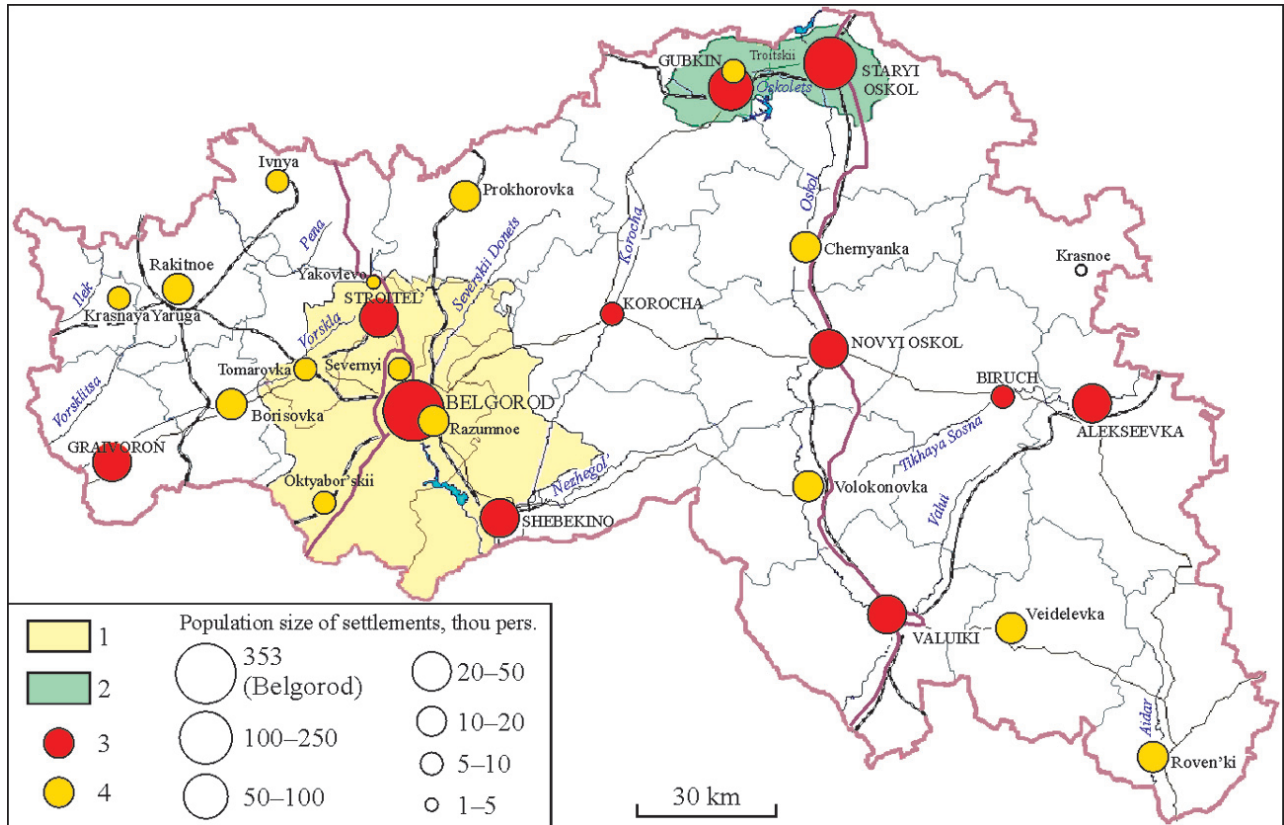 GUBKIN
Troitskii
Oskolets
STARYI
OSKOL
Ivnya
Prokhorovka
Pena
Severskii Donets
Korocha
Oskol
Chernyanka
Krasnoe
Ilek
Rakitnoe
Krasnaya Yaruga
Yakovlevo
STROITEL’
Vorskla
KOROCHA
NOVYI OSKOL
Tomarovka
Severnyi
Vorsklitsa
Borisovka
BELGOROD
Razumnoe
BIRUCH
ALEKSEEVKA
GRAIVORON
Tikhaya Sosna
Oktyabor’skii
Nezhegol’
Volokonovka
Valui
SHEBEKINO
VALUIKI
Veidelevka
Aidar
Roven’ki
1
2
3
4
Population size of settlements, thou pers.
353
(Belgorod)
100–250
50–100
20–50
10–20
5–10
1–5
30 km